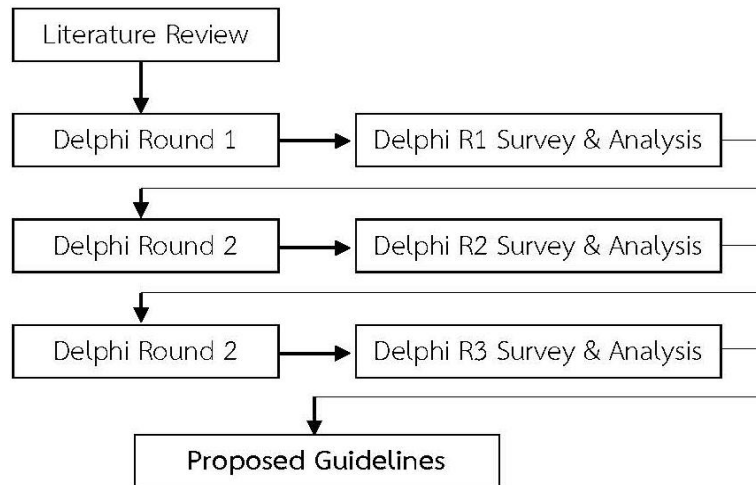 Literature Review
Delphi Round 1
Delphi R1 Survey & Analysis
Delphi Round 2
Delphi R2 Survey & Analysis
Delphi Round 2
Delphi R3 Survey & Analysis
Proposed Guidelines